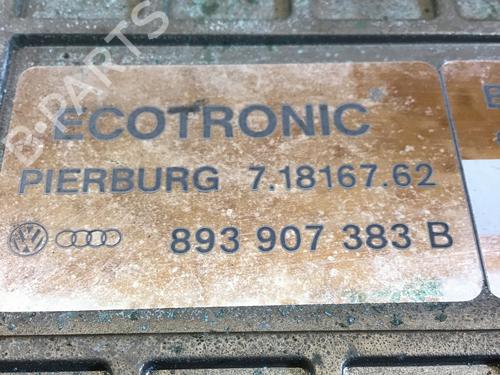 ECOTRONIC®
PIERBURG 7.18167.62
893 907 383 B
B-PARTS